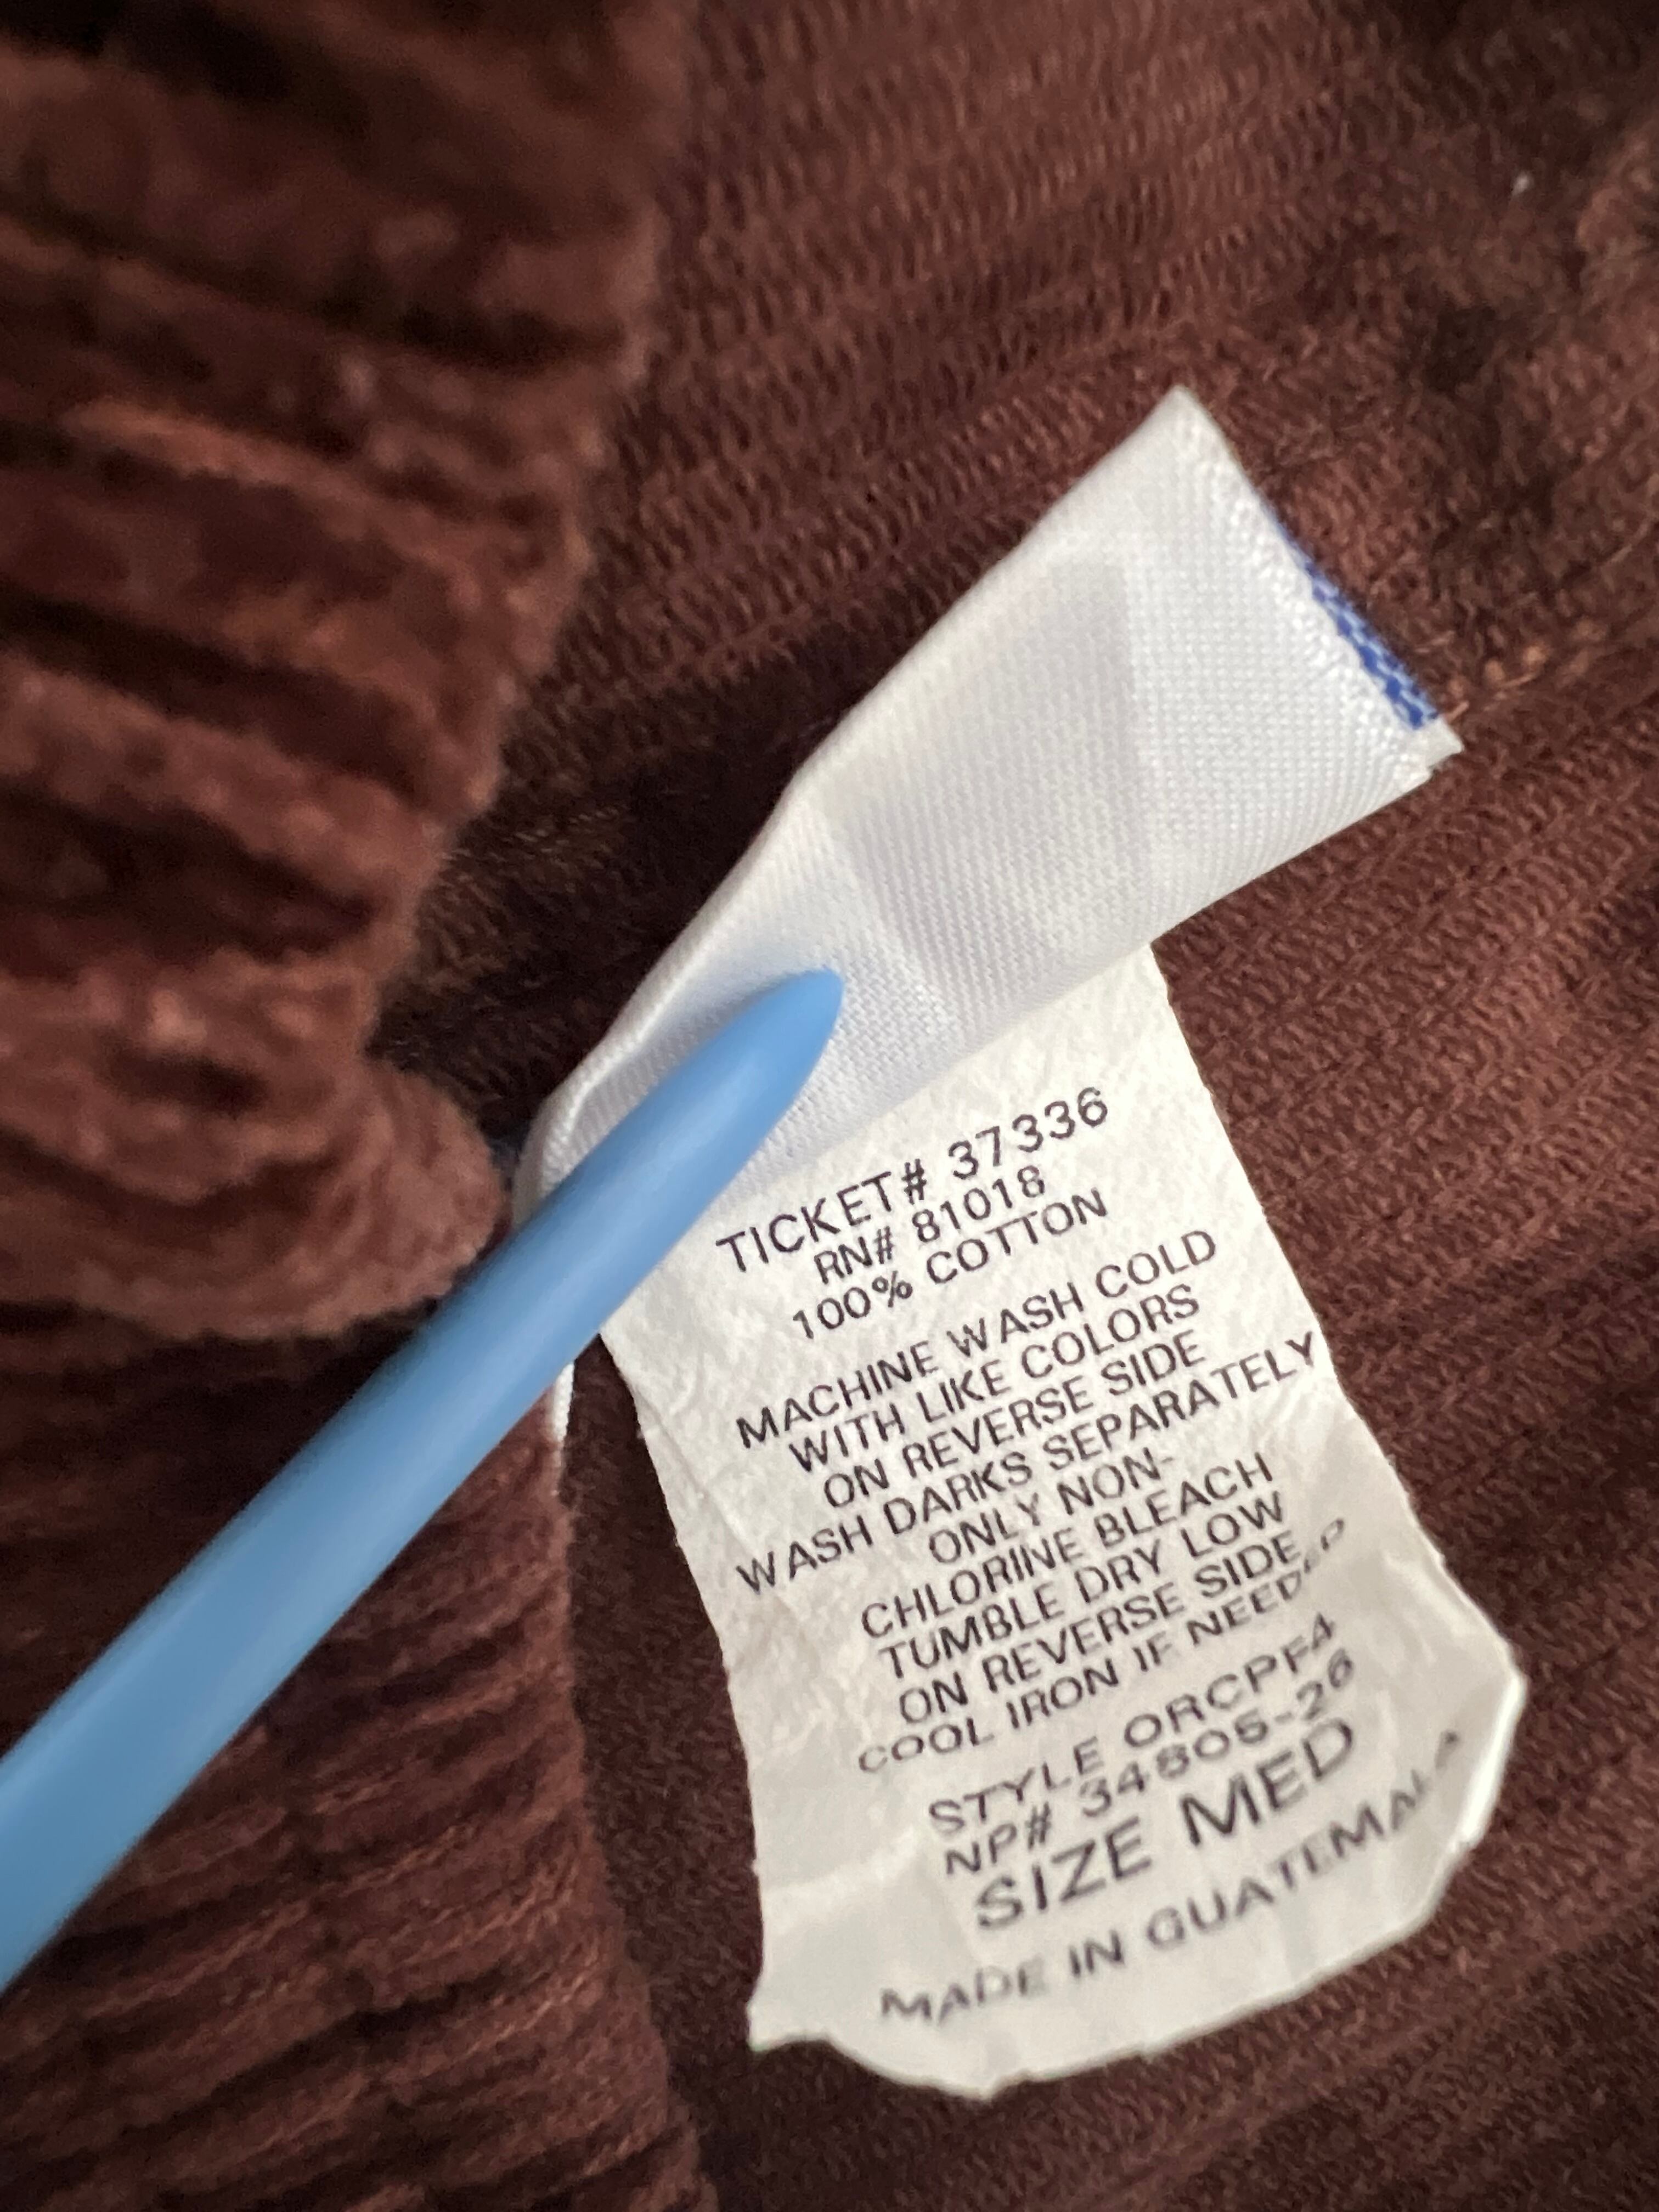 TICKET# 37336
RN# 81018
100% COTTON
MACHINE WASH COLD
WITH LIKE COLORS
ON REVERSE SIDE
WASH DARKS SEPARATELY
ONLY NON-
CHLORINE BLEACH
TUMBLE DRY LOW
ON REVERSE SIDE
COOL IRON IF NEEDED
STYLE ORCPF4
NP# 34805-26
SIZE MED
MADE IN GUATEMALA